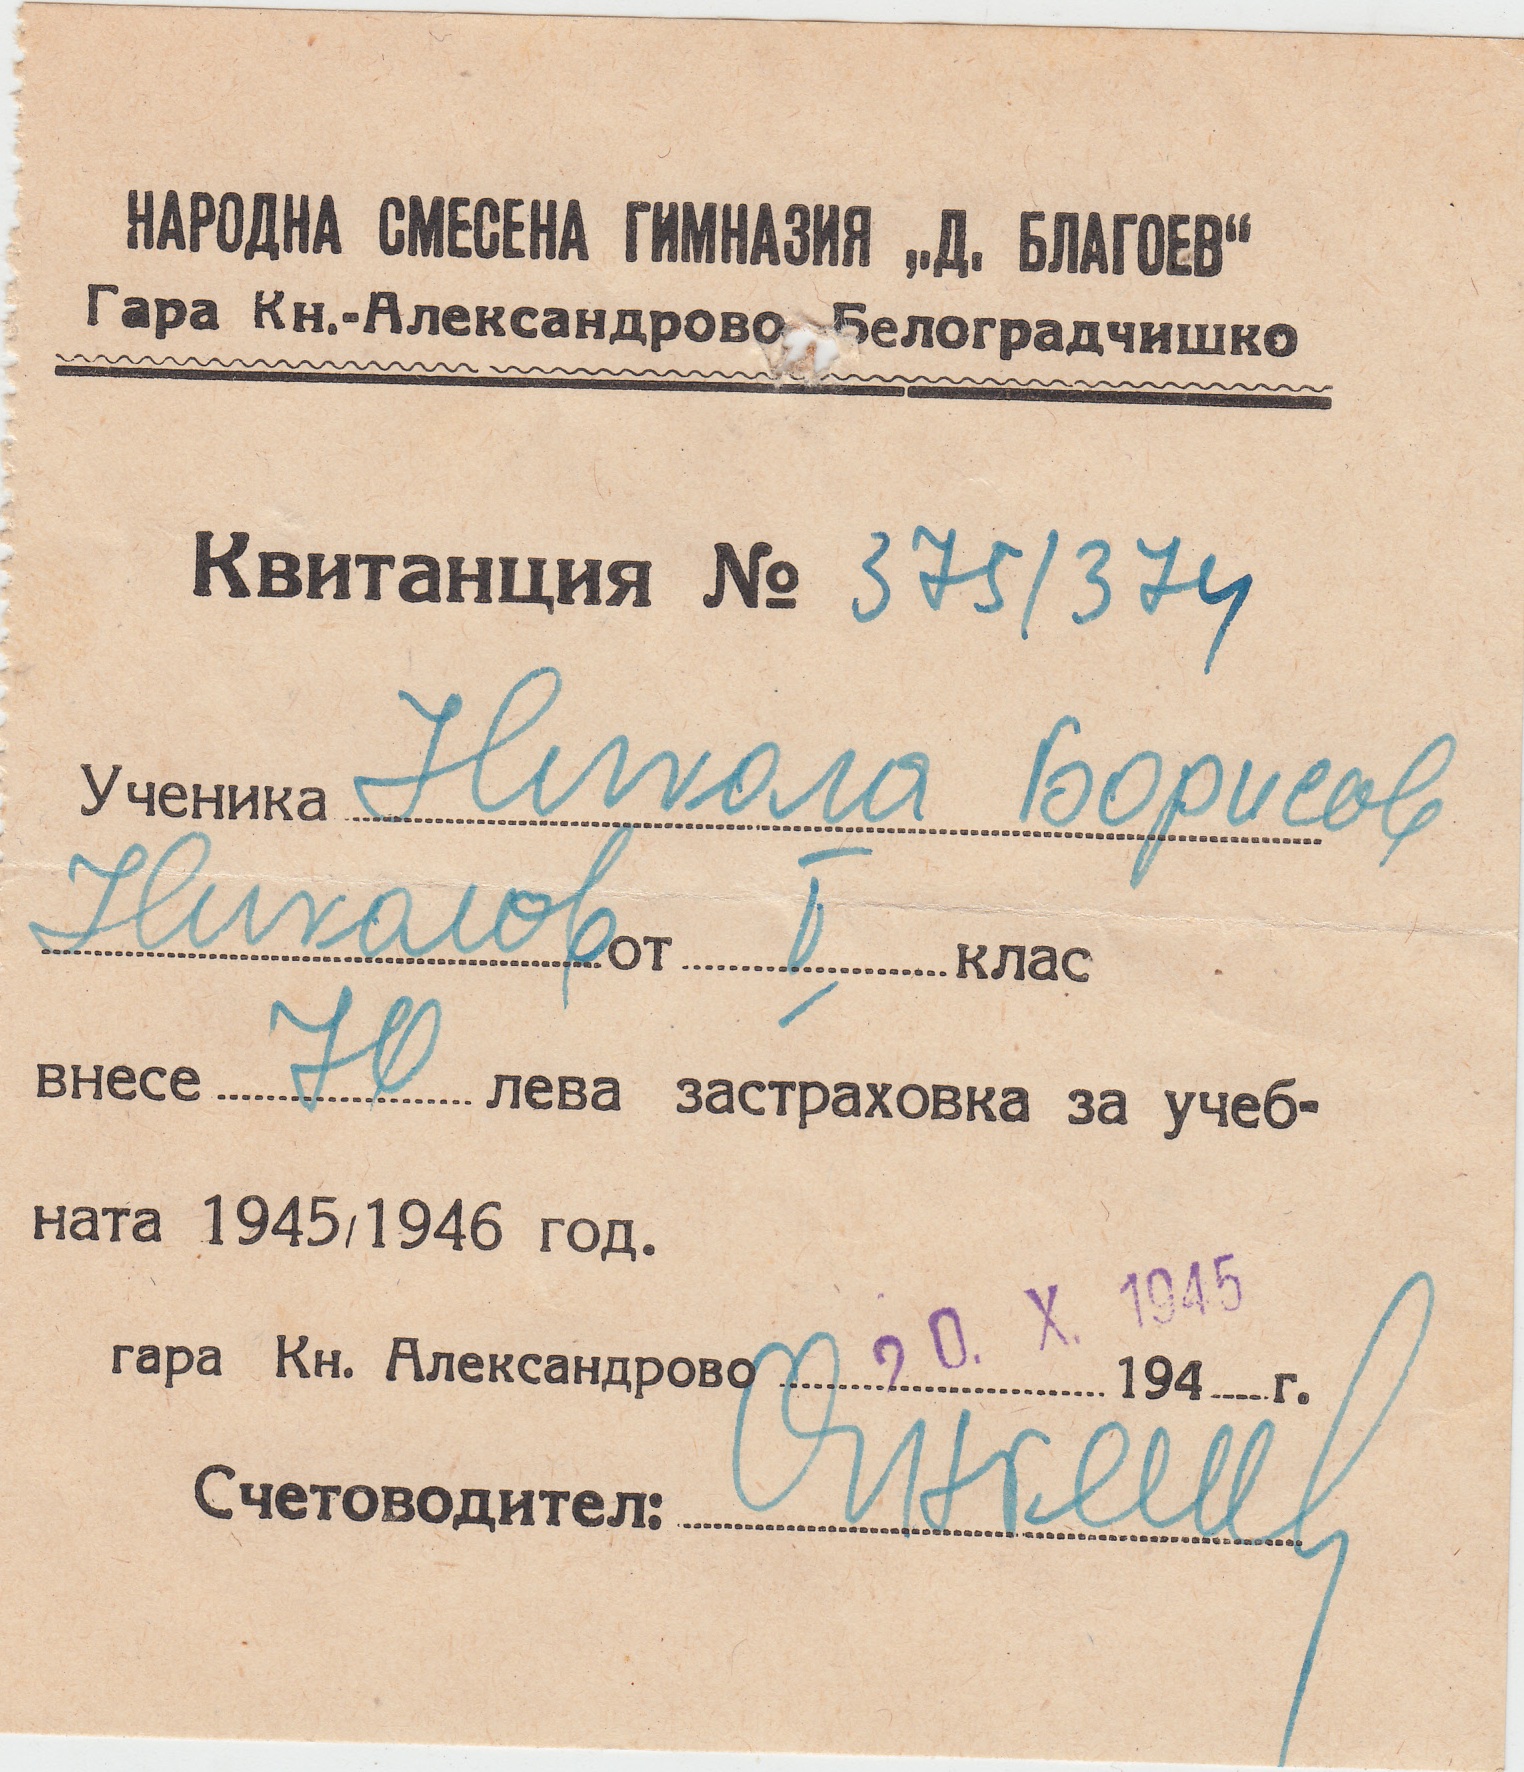 НАРОДНА СМЕСЕНА ГИМНАЗИЯ „Д. БЛАГОЕВ“
Гара Кн.-Александрово Белоградчишко
Квитанция № 375/374
Ученика Никола Борисов
Николов от I клас
внесе 70 лева застраховка за учеб-
ната 1945/1946 год.
20. X. 1945
гара Кн. Александрово 194 г.
Счетоводител: